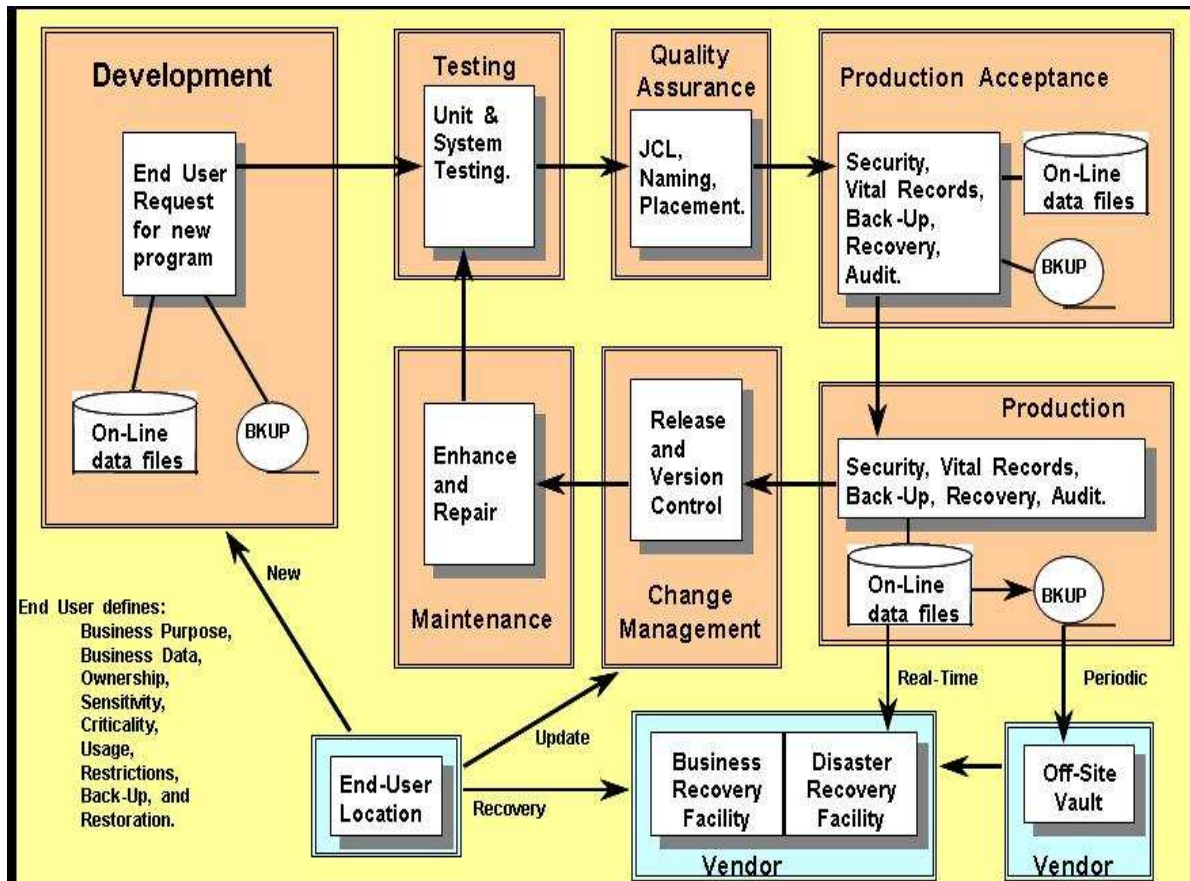 Development
End User
Request
for new
program
On-Line
data files
BKUP
Testing
Unit &
System
Testing.
Quality
Assurance
JCL,
Naming,
Placement.
Production Acceptance
Security,
Vital Records,
Back-Up,
Recovery,
Audit.
On-Line
data files
BKUP
Enhance
and
Repair
Maintenance
Release
and
Version
Control
Change
Management
Production
Security, Vital Records,
Back-Up, Recovery, Audit.
On-Line
data files
BKUP
New
End User defines:
Business Purpose,
Business Data,
Ownership,
Sensitivity,
Criticality,
Usage,
Restrictions,
Back-Up, and
Restoration.
End-User
Location
Update
Recovery
Real-Time
Periodic
Business
Recovery
Facility
Disaster
Recovery
Facility
Vendor
Off-Site
Vault
Vendor